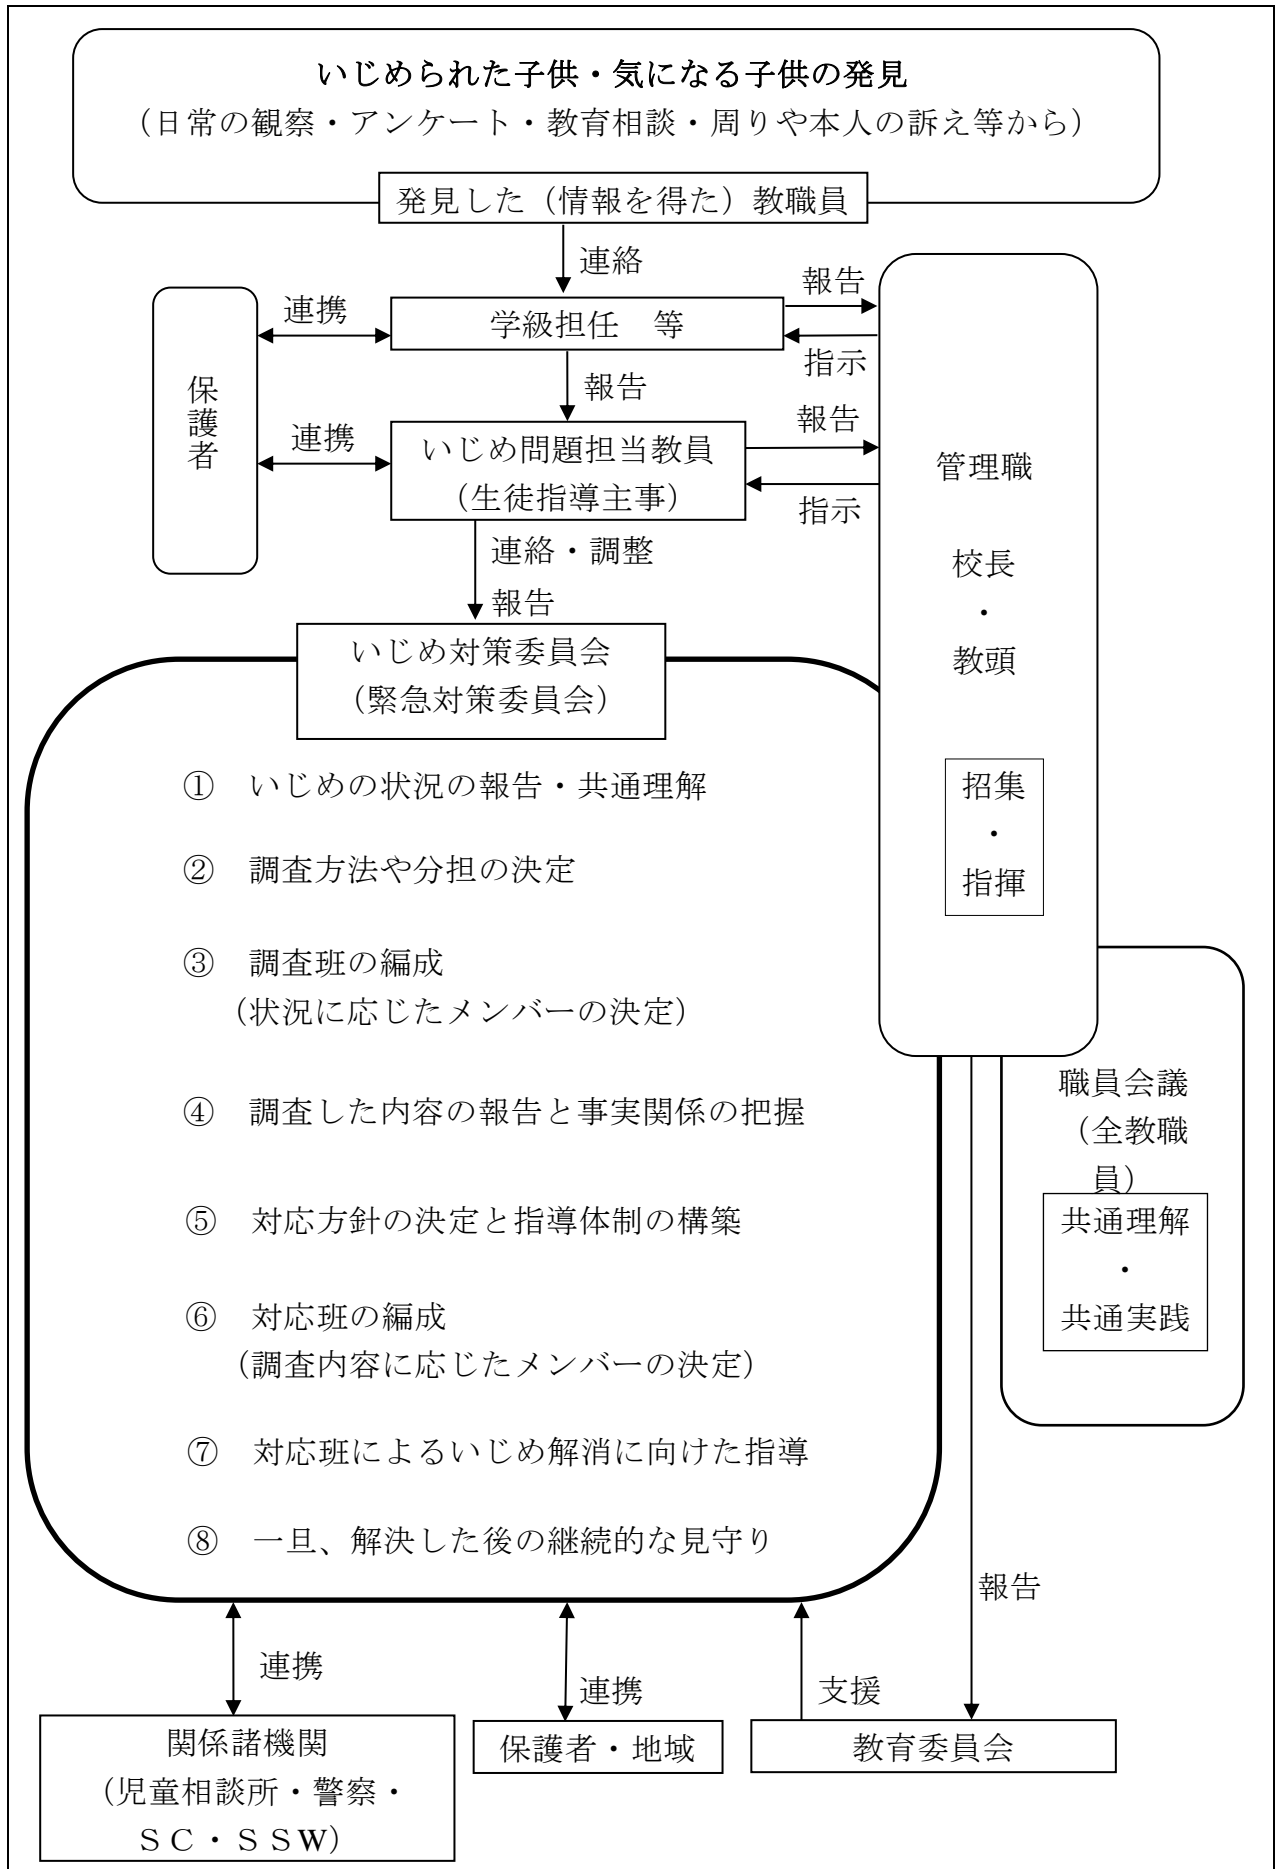 いじめられた子供・気になる子供の発見
（日常の観察・アンケート・教育相談・周りや本人の訴え等から）
発見した（情報を得た）教職員
連絡
報告
連携
学級担任　等
指示
保護者
報告
報告
連携
いじめ問題担当教員
（生徒指導主事）
指示
管理職
校長
・
教頭
招集
・
指揮
連絡・調整
報告
いじめ対策委員会
（緊急対策委員会）
①　いじめの状況の報告・共通理解
②　調査方法や分担の決定
③　調査班の編成
（状況に応じたメンバーの決定）
④　調査した内容の報告と事実関係の把握
⑤　対応方針の決定と指導体制の構築
⑥　対応班の編成
（調査内容に応じたメンバーの決定）
⑦　対応班によるいじめ解消に向けた指導
⑧　一旦、解決した後の継続的な見守り
職員会議
（全教職
員）
共通理解
・
共通実践
報告
連携
連携
支援
関係諸機関
（児童相談所・警察・
ＳＣ・ＳＳＷ）
保護者・地域
教育委員会